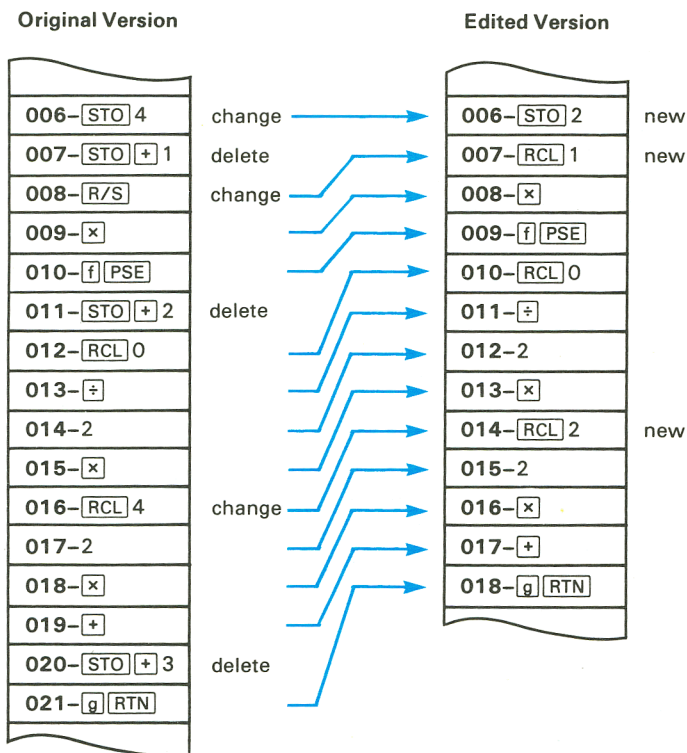 Original Version
006–STO 4 change
007–STO + 1 delete
008–R/S change
009–×
010–f PSE
011–STO + 2 delete
012–RCL 0
013–÷
014–2
015–×
016–RCL 4 change
017–2
018–×
019–+
020–STO + 3 delete
021–g RTN
Edited Version
006–STO 2 new
007–RCL 1 new
008–×
009–f PSE
010–RCL 0
011–÷
012–2
013–×
014–RCL 2 new
015–2
016–×
017–+
018–g RTN